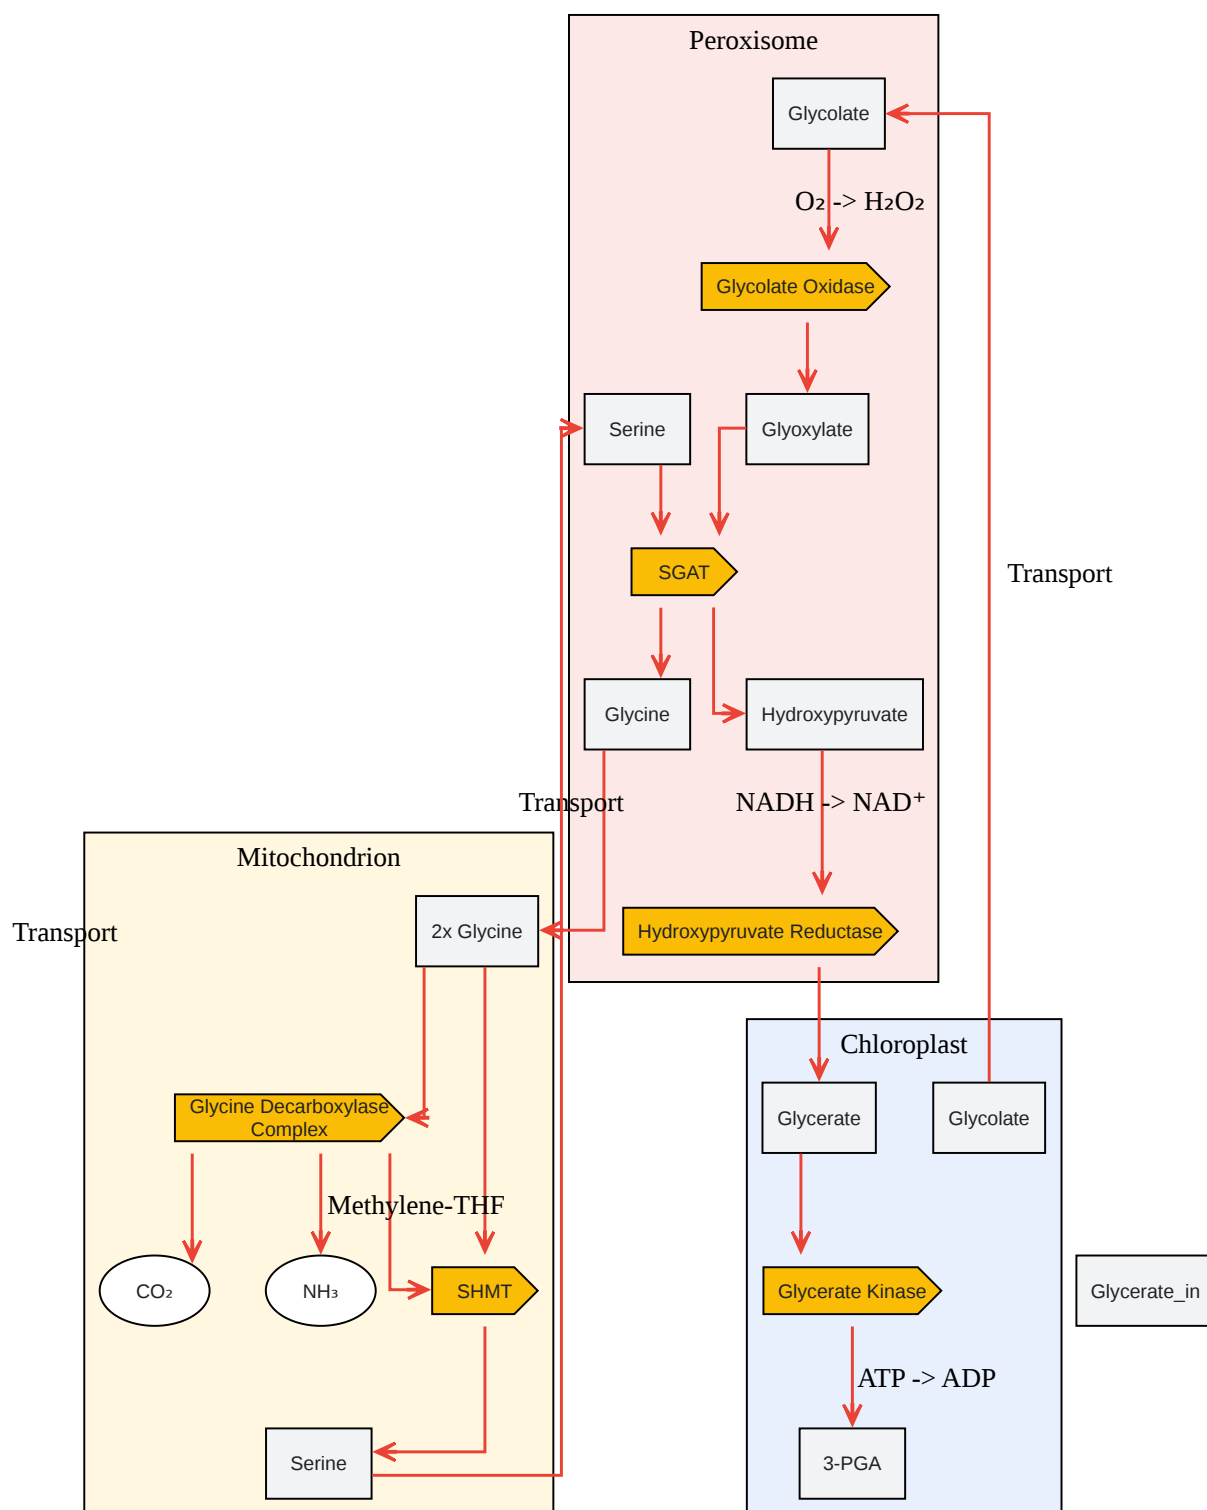 Peroxisome
Glycolate
O₂ -> H₂O₂
Glycolate Oxidase
Serine
Glyoxylate
SGAT
Transport
Glycine
Hydroxypyruvate
Transport
NADH -> NAD⁺
Mitochondrion
Transport
2x Glycine
Hydroxypyruvate Reductase
Chloroplast
Glycine Decarboxylase
Complex
Glycerate
Glycolate
Methylene-THF
CO₂
NH₃
SHMT
Glycerate Kinase
Glycerate_in
ATP -> ADP
Serine
3-PGA